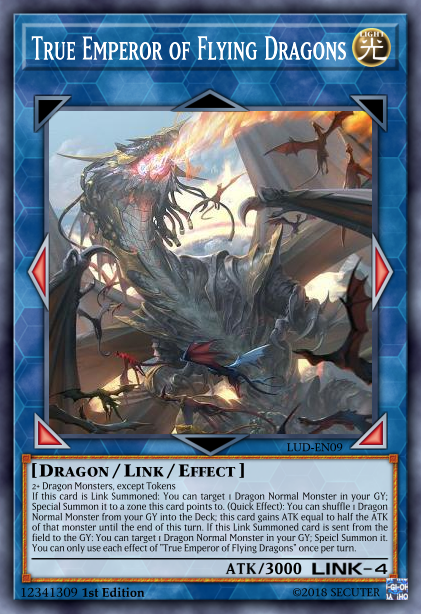 TRUE EMPEROR OF FLYING DRAGONS
LIGHT
光
LUD-EN09
[DRAGON / LINK / EFFECT]
2+ Dragon Monsters, except Tokens
If this card is Link Summoned: You can target 1 Dragon Normal Monster in your GY;
Special Summon it to a zone this card points to. (Quick Effect): You can shuffle 1 Dragon
Normal Monster from your GY into the Deck; this card gains ATK equal to half the ATK
of that monster until the end of this turn. If this Link Summoned card is sent from the
field to the GY: You can target 1 Dragon Normal Monster in your GY; Speicl Summon it.
You can only use each effect of "True Emperor of Flying Dragons" once per turn.
ATK/3000 LINK-4
12341309 1st Edition ©2018 SECUTER